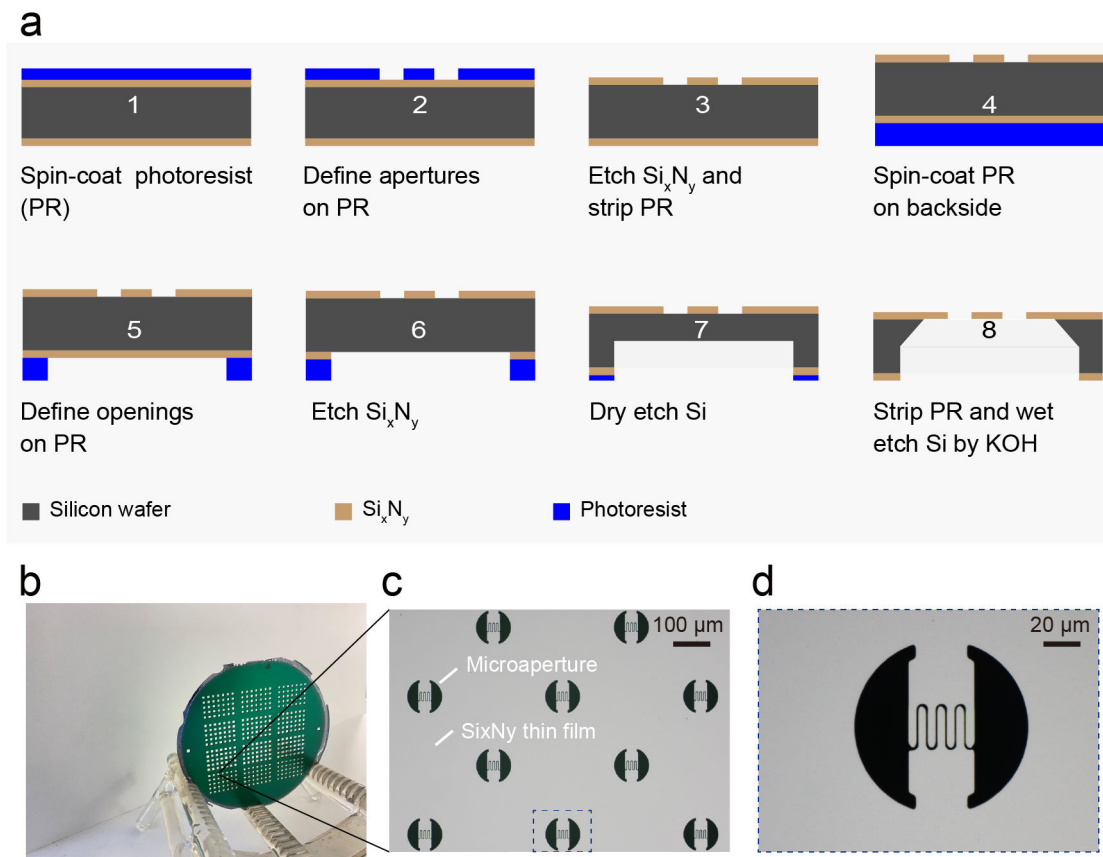 a
1
2
3
4
Spin-coat photoresist
(PR)
Define apertures
on PR
Etch SixNy and
strip PR
Spin-coat PR
on backside
5
6
7
8
Define openings
on PR
Etch SixNy
Dry etch Si
Strip PR and wet
etch Si by KOH
Silicon wafer
SixNy
Photoresist
b
c
d
100 µm
Microaperture
SixNy thin film
20 µm